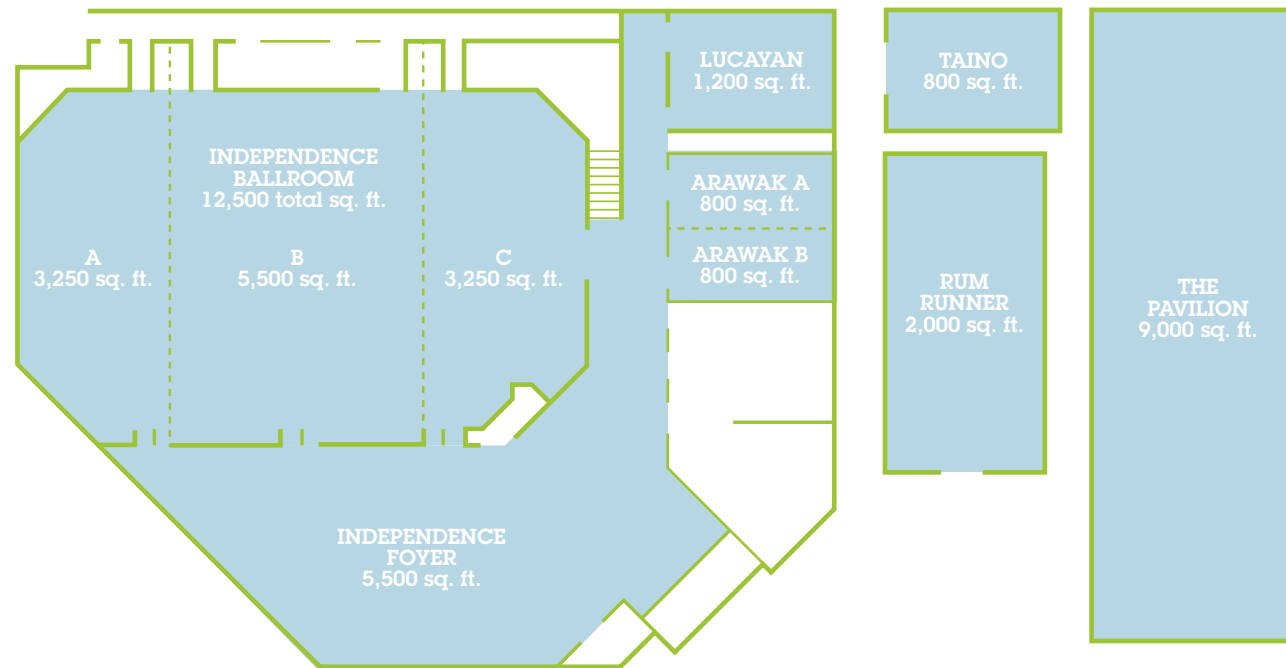 LUCAYAN
1,200 sq. ft.
TAINO
800 sq. ft.
INDEPENDENCE
BALLROOM
12,500 total sq. ft.
ARAWAK A
800 sq. ft.
ARAWAK B
800 sq. ft.
A
3,250 sq. ft.
B
5,500 sq. ft.
C
3,250 sq. ft.
RUM
RUNNER
2,000 sq. ft.
THE
PAVILION
9,000 sq. ft.
INDEPENDENCE
FOYER
5,500 sq. ft.